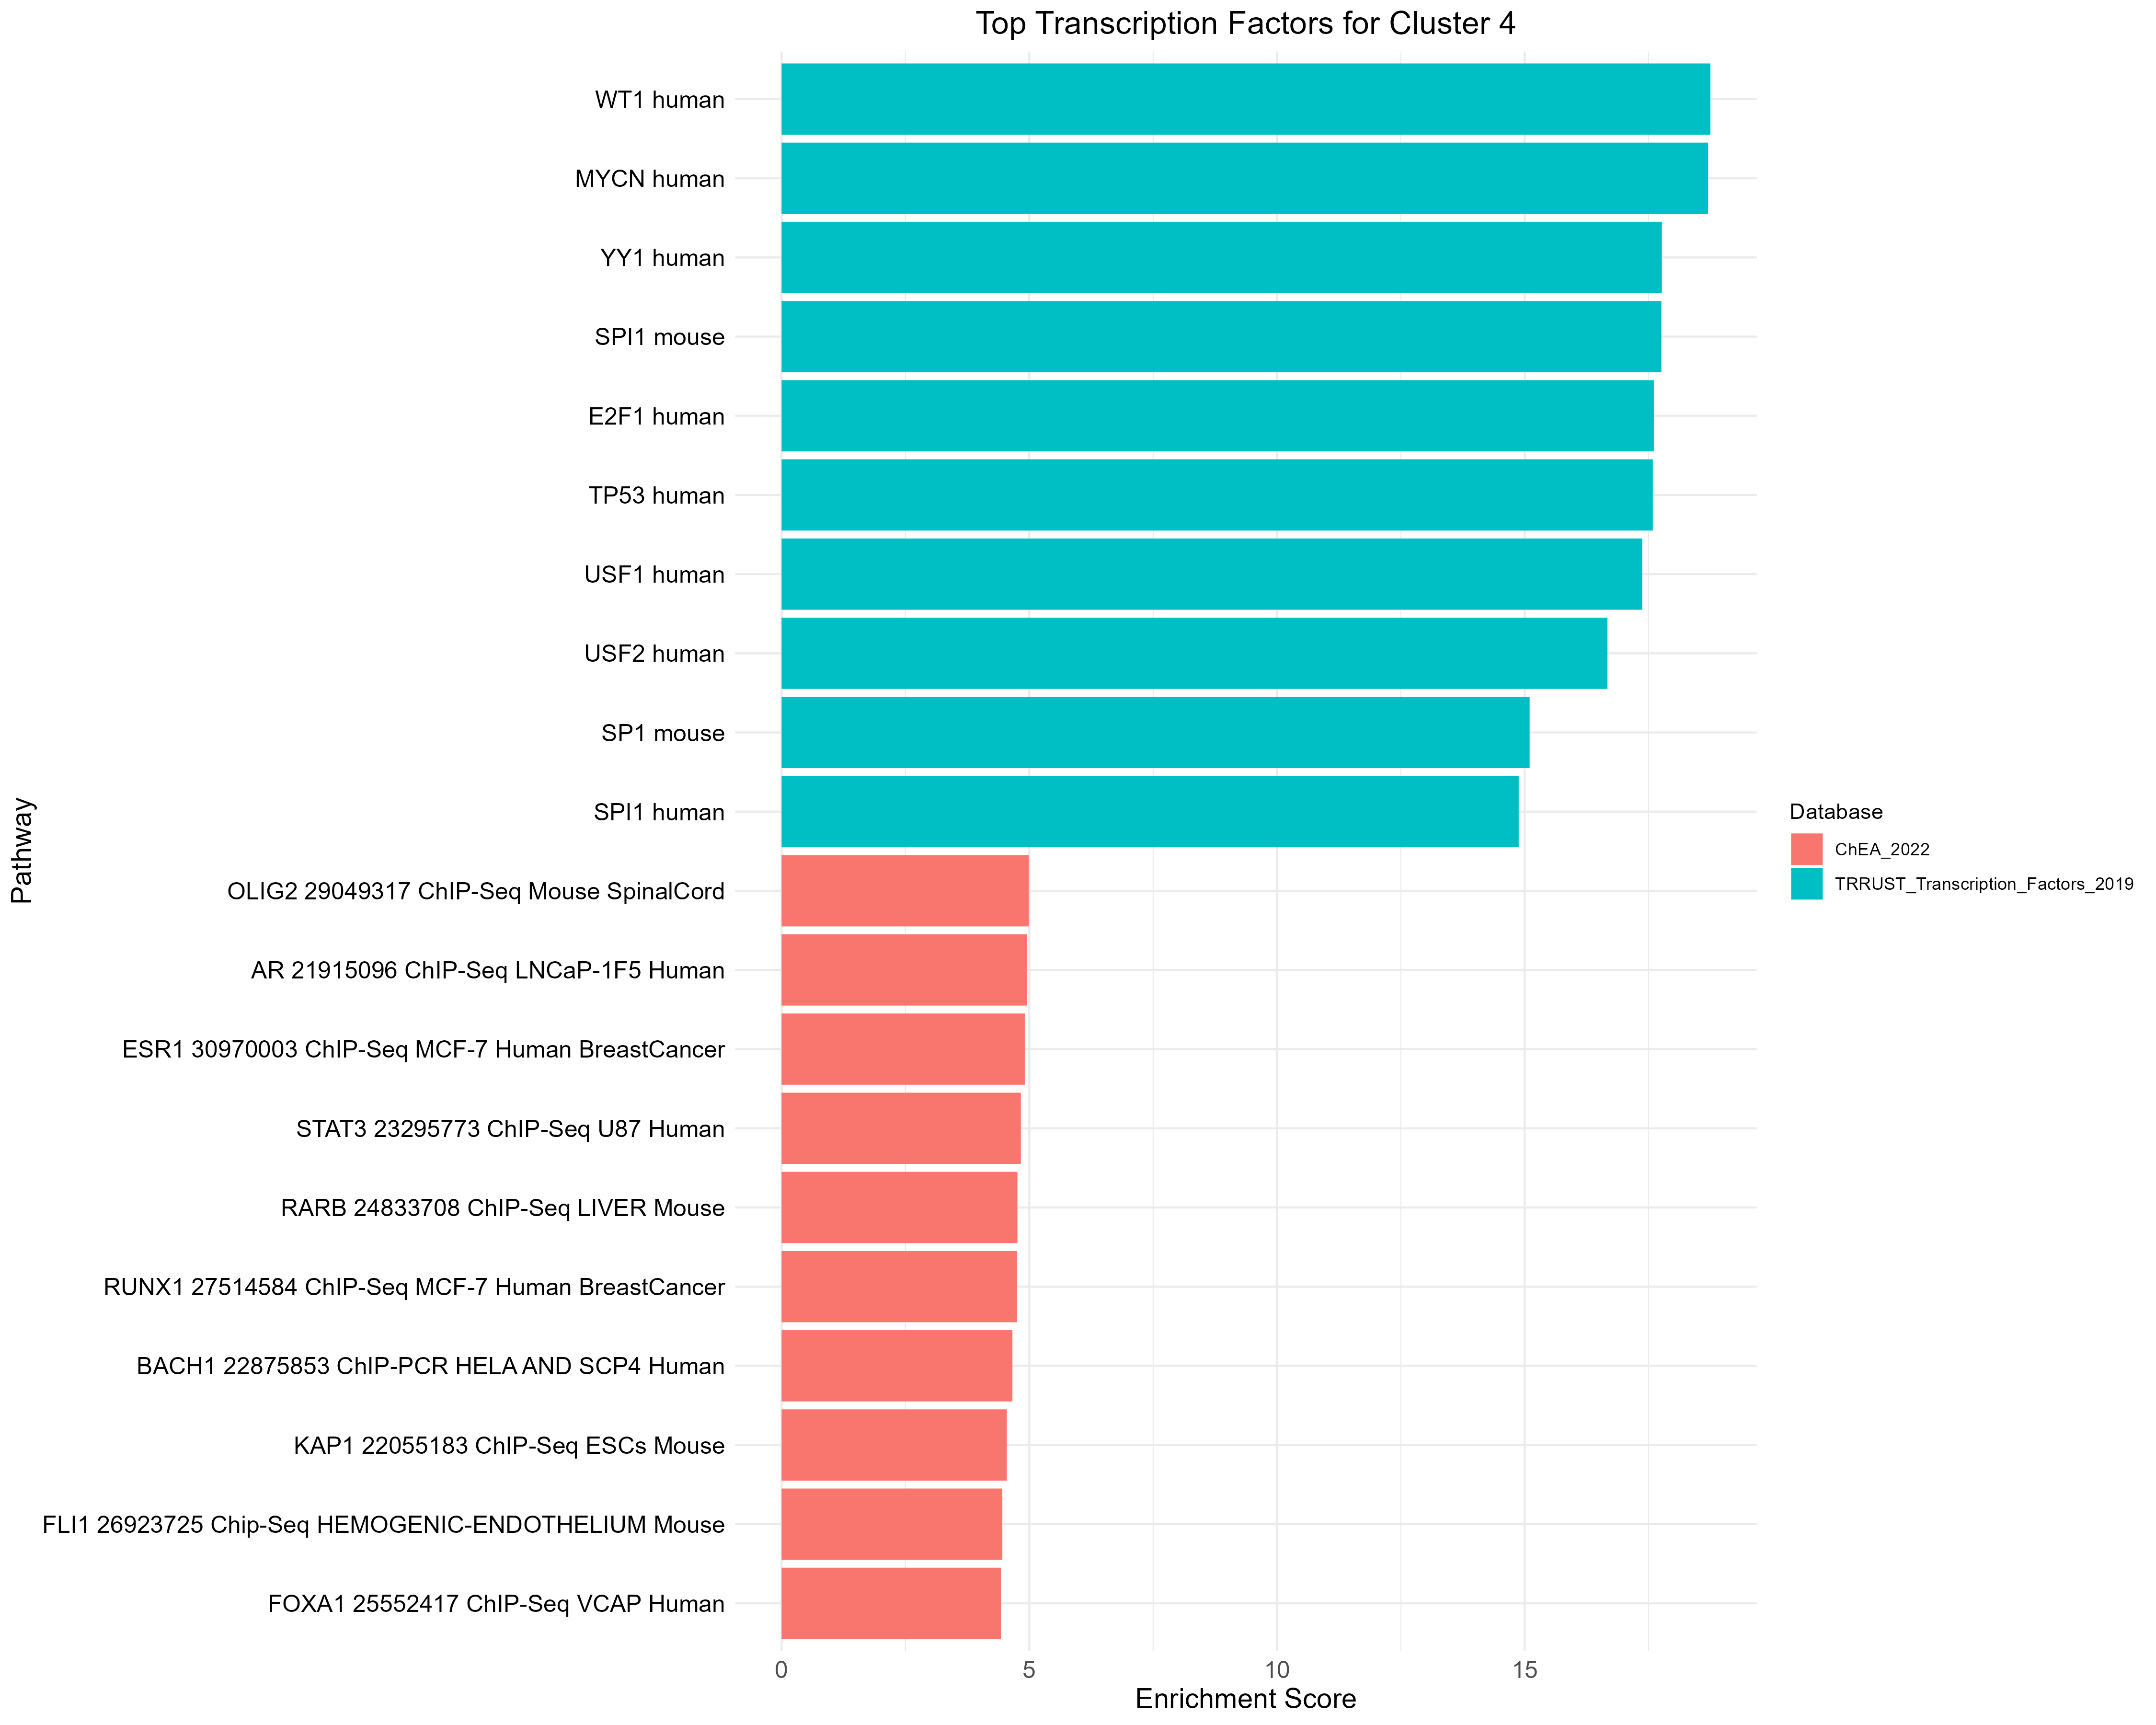 Top Transcription Factors for Cluster 4
WT1 human
MYCN human
YY1 human
SPI1 mouse
E2F1 human
TP53 human
USF1 human
USF2 human
SP1 mouse
SPI1 human
OLIG2 29049317 ChIP-Seq Mouse SpinalCord
AR 21915096 ChIP-Seq LNCaP-1F5 Human
ESR1 30970003 ChIP-Seq MCF-7 Human BreastCancer
STAT3 23295773 ChIP-Seq U87 Human
RARB 24833708 ChIP-Seq LIVER Mouse
RUNX1 27514584 ChIP-Seq MCF-7 Human BreastCancer
BACH1 22875853 ChIP-PCR HELA AND SCP4 Human
KAP1 22055183 ChIP-Seq ESCs Mouse
FLI1 26923725 Chip-Seq HEMOGENIC-ENDOTHELIUM Mouse
FOXA1 25552417 ChIP-Seq VCAP Human
Pathway
0 5 10 15
Enrichment Score
Database
ChEA_2022
TRRUST_Transcription_Factors_2019